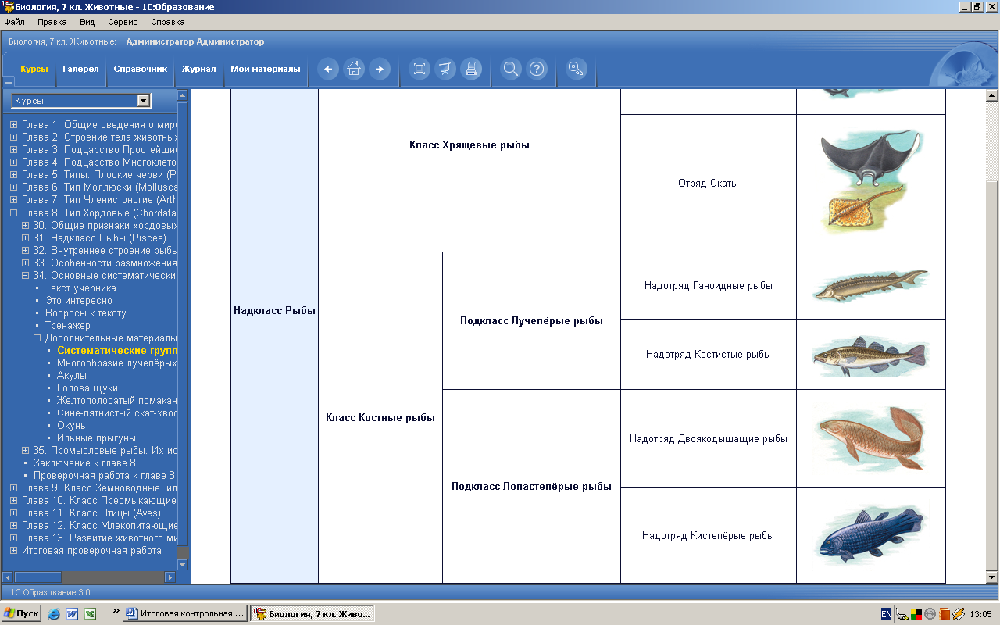 Биология, 7 кл. Животные - 1С:Образование
Файл Правка Вид Сервис Справка
Биология, 7 кл. Животные: Администратор Администратор
Курсы Галерея Справочник Журнал Мои материалы
Курсы
Глава 1. Общие сведения о мир
Глава 2. Строение тела животных
Глава 3. Подцарство Простейши
Глава 4. Подцарство Многоклето
Глава 5. Типы: Плоские черви (P
Глава 6. Тип Моллюски (Mollusca
Глава 7. Тип Членистоногие (Arth
Глава 8. Тип Хордовые (Chordata
30. Общие признаки хордовых
31. Надкласс Рыбы (Pisces)
32. Внутреннее строение рыбы
33. Особенности размножения
34. Основные систематически
Текст учебника
Это интересно
Вопросы к тексту
Тренажер
Дополнительные материалы
Систематические групп
Многообразие лучепёрых
Акулы
Голова щуки
Желтополосатый помакан
Сине-пятнистый скат-хвос
Окунь
Ильные прыгуны
35. Промысловые рыбы. Их ис
Заключение к главе 8
Проверочная работа к главе 8
Глава 9. Класс Земноводные, ил
Глава 10. Класс Пресмыкающие
Глава 11. Класс Птицы (Aves)
Глава 12. Класс Млекопитающие
Глава 13. Развитие животного ми
Итоговая проверочная работа
Надкласс Рыбы
Класс Хрящевые рыбы
Отряд Скаты
Класс Костные рыбы
Подкласс Лучепёрые рыбы
Надотряд Ганоидные рыбы
Надотряд Костистые рыбы
Подкласс Лопастепёрые рыбы
Надотряд Двоякодышащие рыбы
Надотряд Кистепёрые рыбы
1С:Образование 3.0
Пуск » Итоговая контрольная ... Биология, 7 кл. Живо... EN 13:05